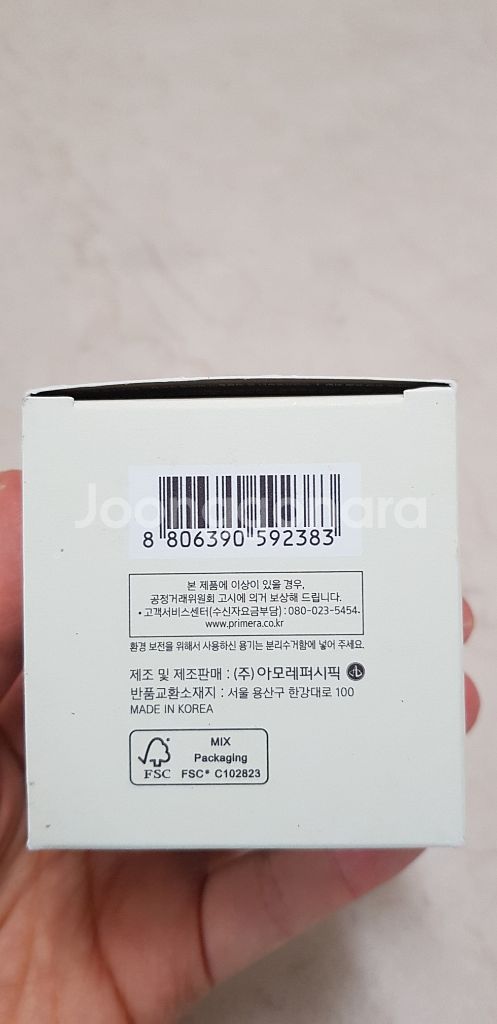 Joonggonara
8 806390 592383
본 제품에 이상이 있을 경우,
공정거래위원회 고시에 의거 보상해 드립니다.
• 고객서비스센터(수신자요금부담) : 080-023-5454
www.primera.co.kr
환경 보전을 위해서 사용하신 용기는 분리수거함에 넣어 주세요.
제조 및 제조판매 : (주)아모레퍼시픽
반품교환소재지 : 서울 용산구 한강대로 100
MADE IN KOREA
MIX
Packaging
FSC FSC® C102823